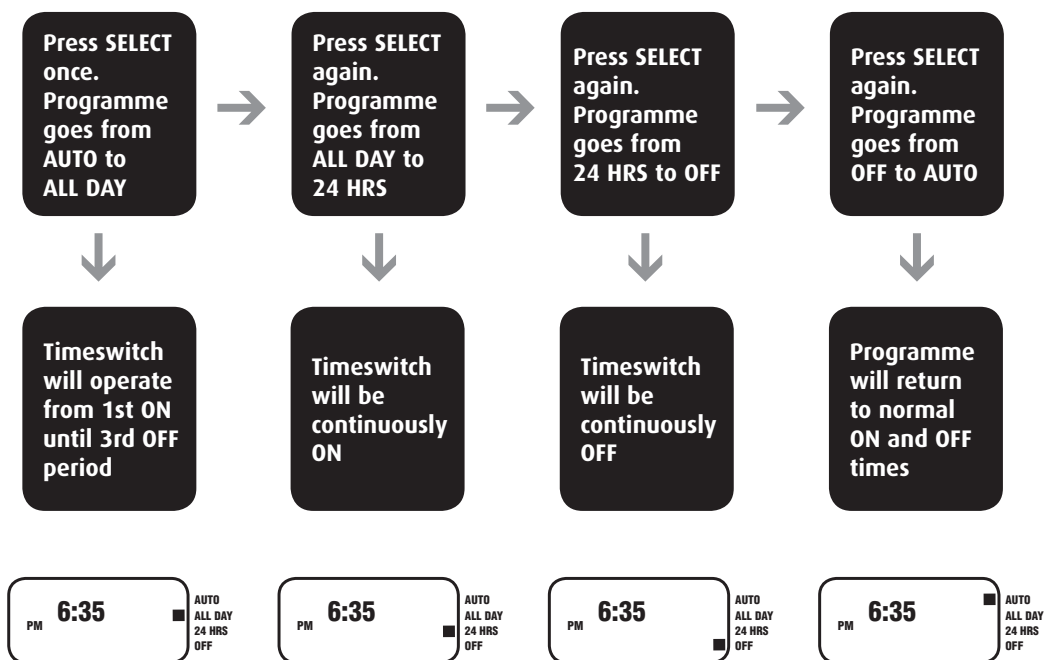 Press SELECT
once.
Programme
goes from
AUTO to
ALL DAY
Press SELECT
again.
Programme
goes from
ALL DAY to
24 HRS
Press SELECT
again.
Programme
goes from
24 HRS to OFF
Press SELECT
again.
Programme
goes from
OFF to AUTO
Timeswitch
will operate
from 1st ON
until 3rd OFF
period
Timeswitch
will be
continuously
ON
Timeswitch
will be
continuously
OFF
Programme
will return
to normal
ON and OFF
times
PM 6:35
AUTO
ALL DAY
24 HRS
OFF
PM 6:35
AUTO
ALL DAY
24 HRS
OFF
PM 6:35
AUTO
ALL DAY
24 HRS
OFF
PM 6:35
AUTO
ALL DAY
24 HRS
OFF